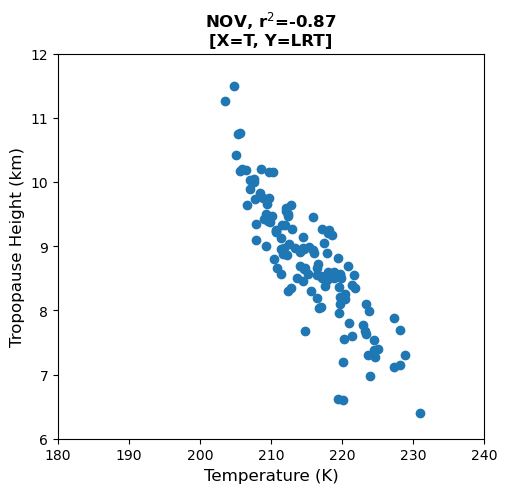 NOV, r²=-0.87
[X=T, Y=LRT]
12
11
10
9
8
7
6
Tropopause Height (km)
180 190 200 210 220 230 240
Temperature (K)